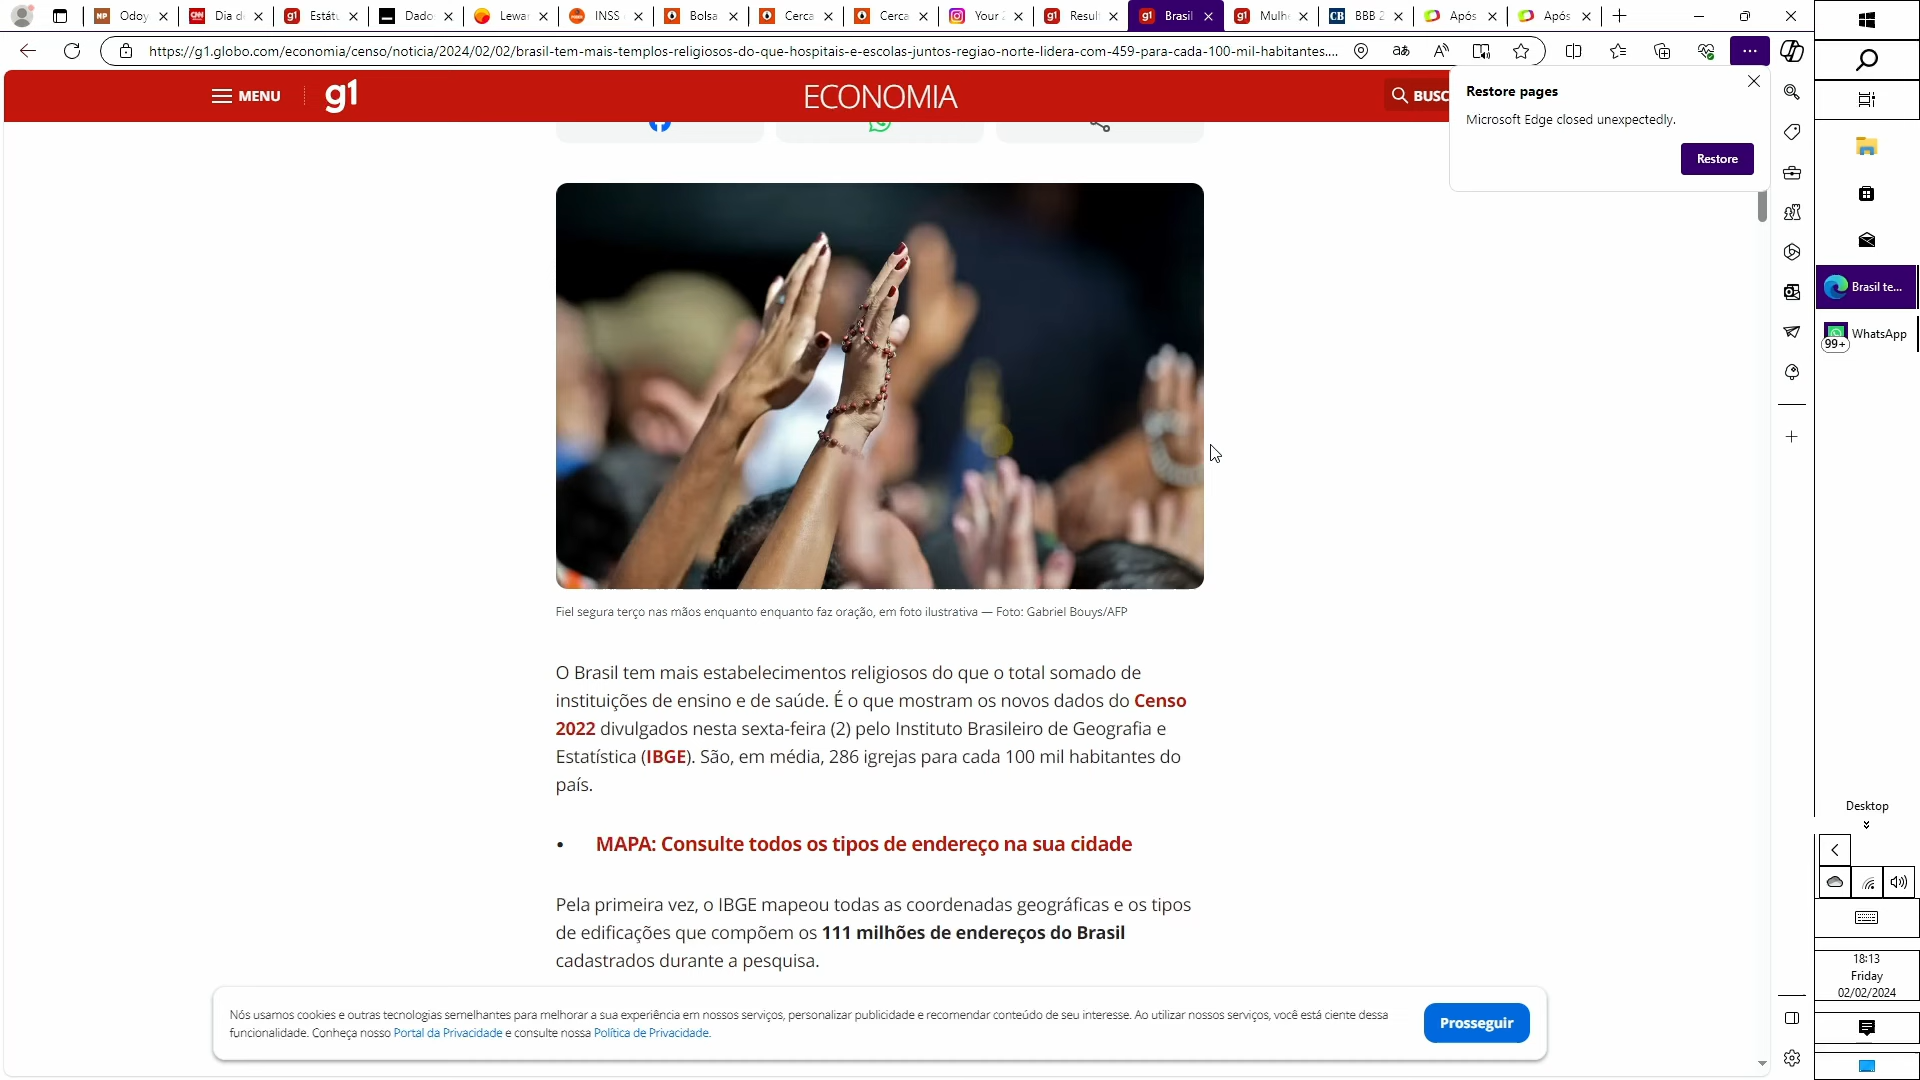 NP Odoy
CNN Dia d
g1 Estátu
Dado
Lewar
INSS
Bolsa
Cerca
Cerca
Your
g1 Result
g1 Brasil
g1 Mulh
CB BBB 2
Após
Após
https://g1.globo.com/economia/censo/noticia/2024/02/02/brasil-tem-mais-templos-religiosos-do-que-hospitais-e-escolas-juntos-regiao-norte-lidera-com-459-para-cada-100-mil-habitantes....
MENU
g1
ECONOMIA
BUSC
Restore pages
Microsoft Edge closed unexpectedly.
Restore
Fiel segura terço nas mãos enquanto enquanto faz oração, em foto ilustrativa — Foto: Gabriel Bouys/AFP
O Brasil tem mais estabelecimentos religiosos do que o total somado de
instituições de ensino e de saúde. É o que mostram os novos dados do Censo
2022 divulgados nesta sexta-feira (2) pelo Instituto Brasileiro de Geografia e
Estatística (IBGE). São, em média, 286 igrejas para cada 100 mil habitantes do
país.
• MAPA: Consulte todos os tipos de endereço na sua cidade
Pela primeira vez, o IBGE mapeou todas as coordenadas geográficas e os tipos
de edificações que compõem os 111 milhões de endereços do Brasil
cadastrados durante a pesquisa.
Nós usamos cookies e outras tecnologias semelhantes para melhorar a sua experiência em nossos serviços, personalizar publicidade e recomendar conteúdo de seu interesse. Ao utilizar nossos serviços, você está ciente dessa
funcionalidade. Conheça nosso Portal da Privacidade e consulte nossa Política de Privacidade.
Prosseguir
Brasil te...
WhatsApp
99+
Desktop
18:13
Friday
02/02/2024